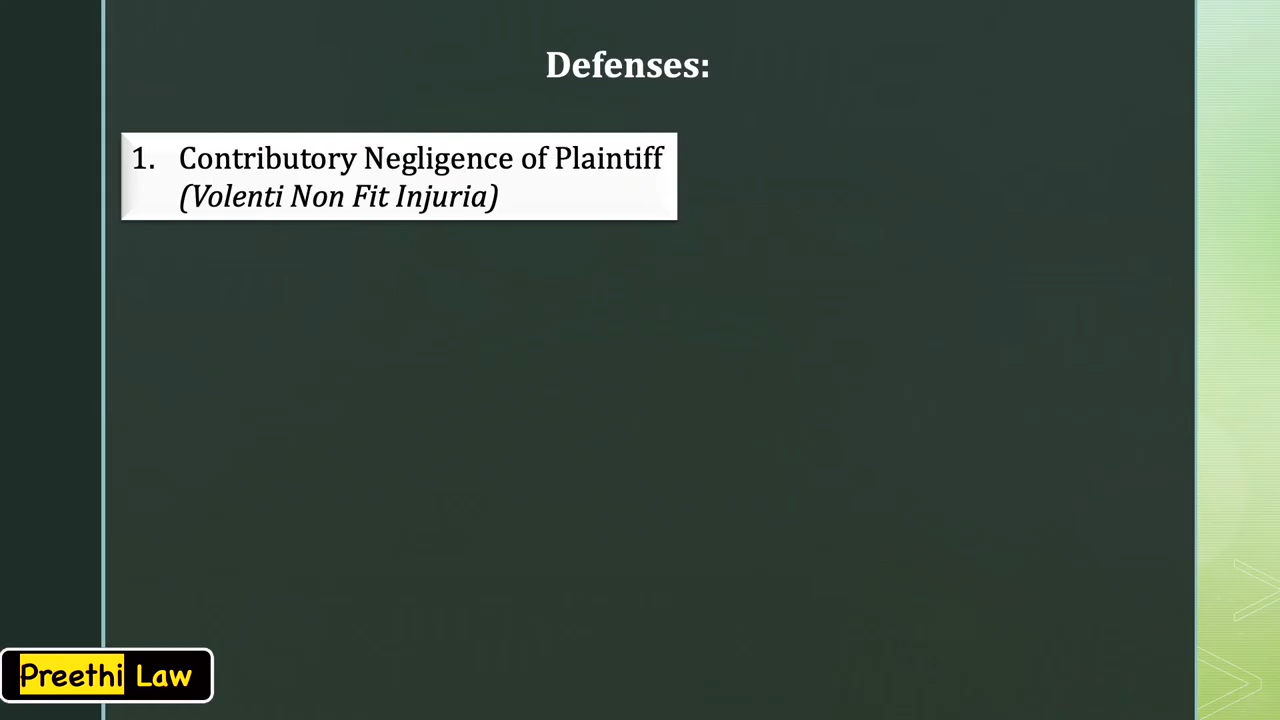 Defenses:
1. Contributory Negligence of Plaintiff
(Volenti Non Fit Injuria)
Preethi Law